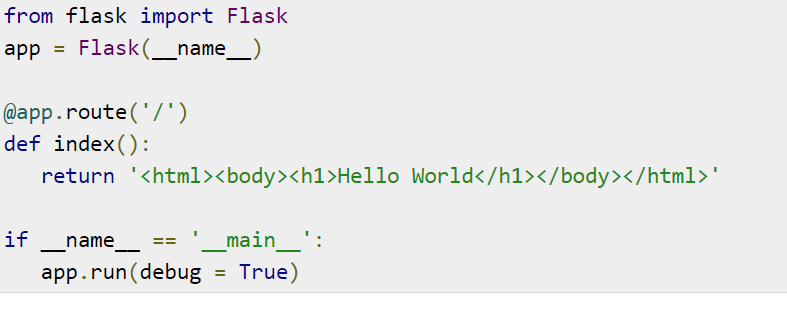 from flask import Flask
app = Flask(__name__)

@app.route('/')
def index():
   return '<html><body><h1>Hello World</h1></body></html>'

if __name__ == '__main__':
   app.run(debug = True)